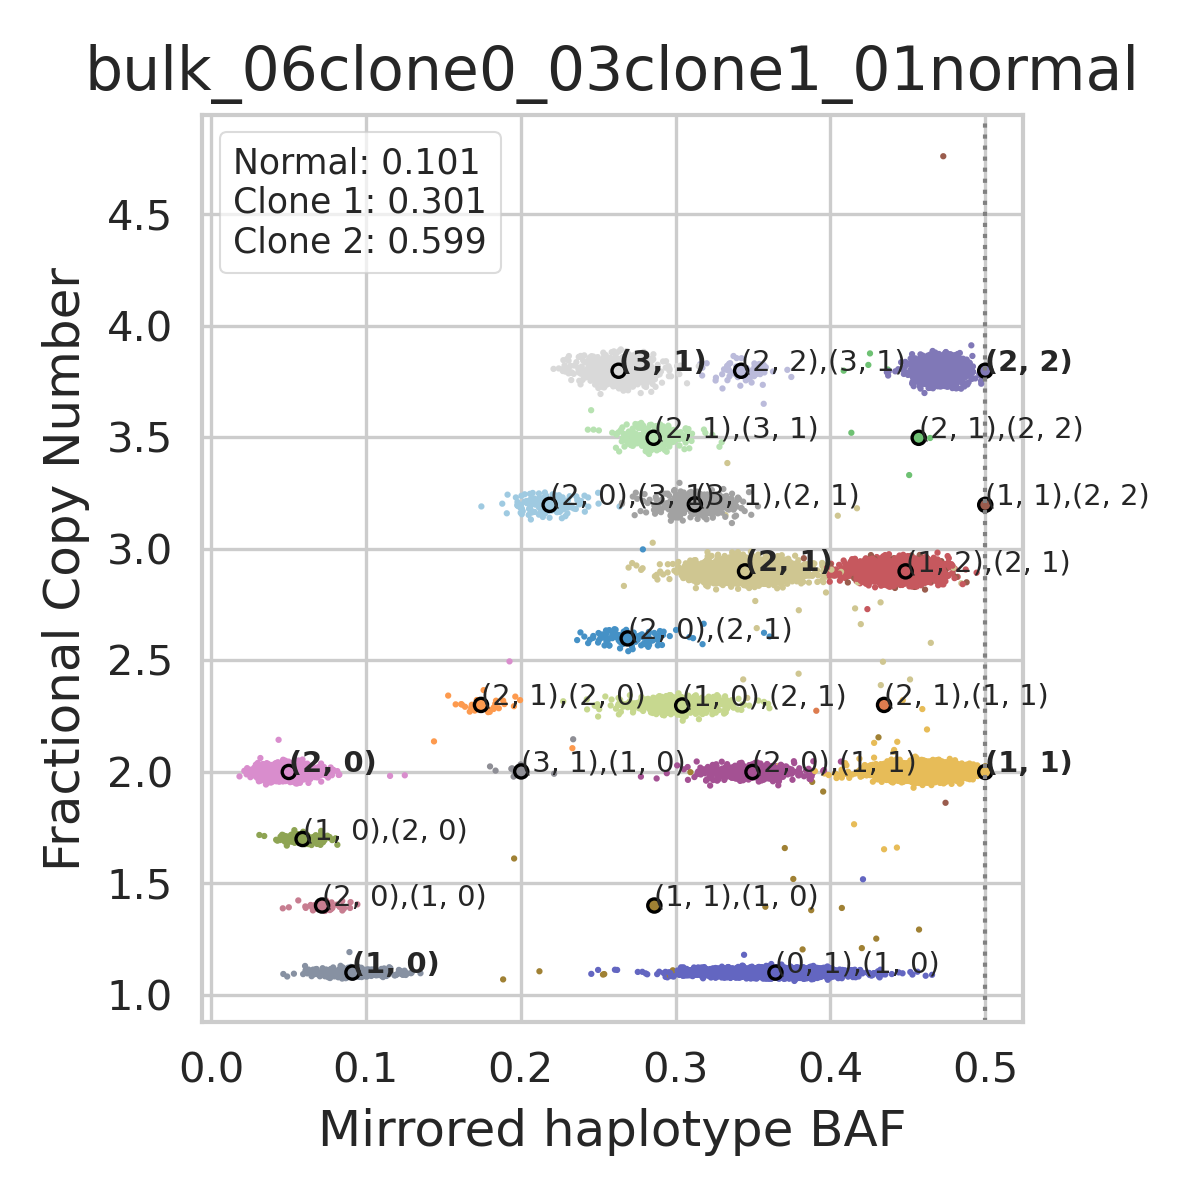 bulk_06clone0_03clone1_01normal
Normal: 0.101
Clone 1: 0.301
Clone 2: 0.599
Fractional Copy Number
4.5
4.0
3.5
3.0
2.5
2.0
1.5
1.0
(3, 1)
(2, 2),(3, 1)
(2, 2)
(2, 1),(3, 1)
(2, 1),(2, 2)
(2, 0),(3, 1)
(3, 1),(2, 1)
(1, 1),(2, 2)
(2, 1)
(1, 2),(2, 1)
(2, 0),(2, 1)
(2, 1),(2, 0)
(1, 0),(2, 1)
(2, 1),(1, 1)
(2, 0)
(3, 1),(1, 0)
(2, 0),(1, 1)
(1, 1)
(1, 0),(2, 0)
(2, 0),(1, 0)
(1, 1),(1, 0)
(1, 0)
(0, 1),(1, 0)
0.0
0.1
0.2
0.3
0.4
0.5
Mirrored haplotype BAF